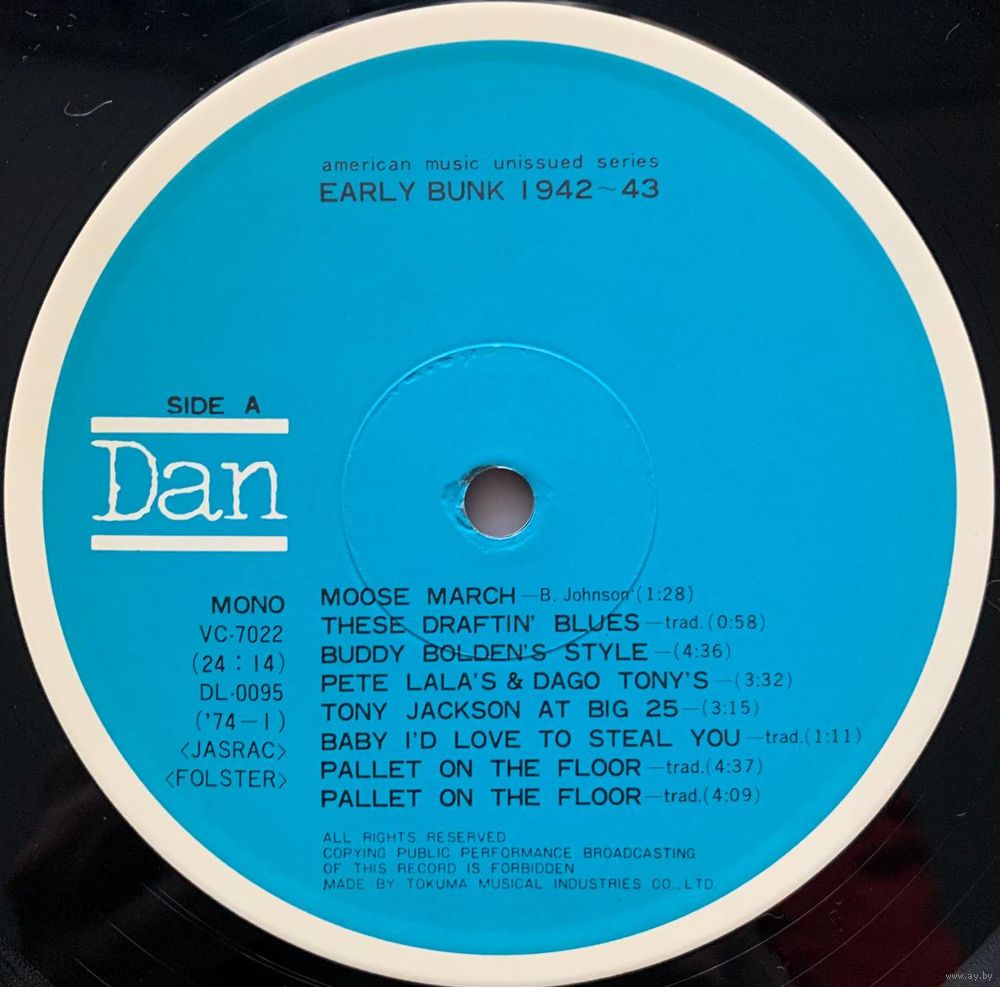 american music unissued series
EARLY BUNK 1942~43
SIDE A
Dan
MONO
VC-7022
(24:14)
DL-0095
('74-1)
<JASRAC>
<FOLSTER>
MOOSE MARCH—B. Johnson (1:28)
THESE DRAFTIN' BLUES—trad.(0:58)
BUDDY BOLDEN'S STYLE—(4:36)
PETE LALA'S & DAGO TONY'S—(3:32)
TONY JACKSON AT BIG 25—(3:15)
BABY I'D LOVE TO STEAL YOU—trad.(1:11)
PALLET ON THE FLOOR—trad.(4:37)
PALLET ON THE FLOOR—trad.(4:09)
ALL RIGHTS RESERVED
COPYING PUBLIC PERFORMANCE BROADCASTING
OF THIS RECORD IS FORBIDDEN
MADE BY TOKUMA MUSICAL INDUSTRIES CO., LTD.
www.ay.by